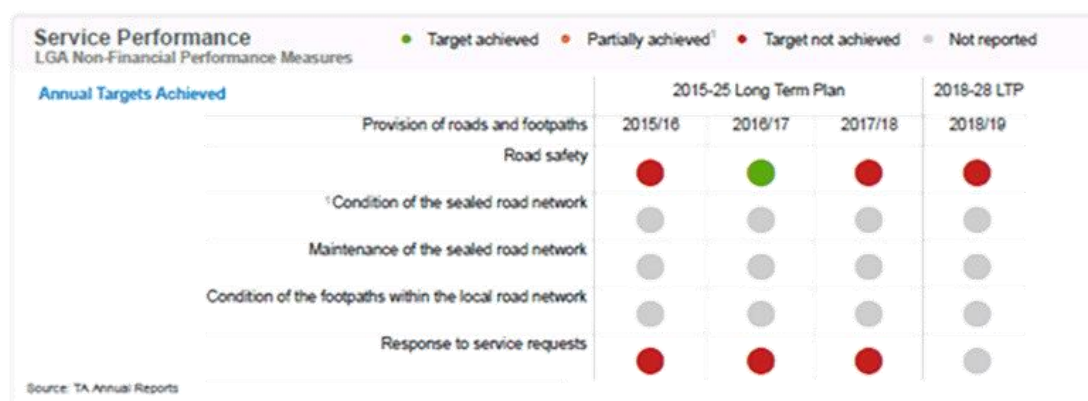 Service Performance
LGA Non-Financial Performance Measures
Target achieved Partially achieved¹ Target not achieved Not reported
Annual Targets Achieved
2015-25 Long Term Plan 2018-28 LTP
Provision of roads and footpaths 2015/16 2016/17 2017/18 2018/19
Road safety
¹ Condition of the sealed road network
Maintenance of the sealed road network
Condition of the footpaths within the local road network
Response to service requests
Source: TA Annual Reports